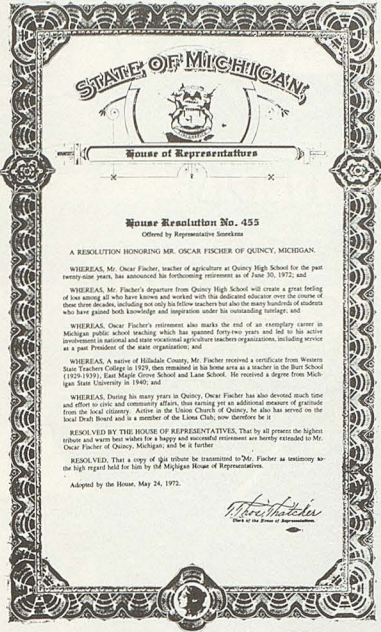 STATE OF MICHIGAN
House of Representatives
House Resolution No. 455
Offered by Representative Smeekens
A RESOLUTION HONORING MR. OSCAR FISCHER OF QUINCY, MICHIGAN.
WHEREAS, Mr. Oscar Fischer, teacher of agriculture at Quincy High School for the past
twenty-nine years, has announced his forthcoming retirement as of June 30, 1972; and
WHEREAS, Mr. Fischer's departure from Quincy High School will create a great feeling
of loss among all who have known and worked with this dedicated educator over the course of
these three decades, including not only his fellow teachers but also the many hundreds of students
who have gained both knowledge and inspiration under his outstanding tutelage; and
WHEREAS, Oscar Fischer's retirement also marks the end of an exemplary career in
Michigan public school teaching which has spanned forty-two years and led to his active
involvement in national and state vocational agriculture teachers organizations, including service
as a past President of the state organization; and
WHEREAS, A native of Hillsdale County, Mr. Fischer received a certificate from Western
State Teachers College in 1929, then remained in his home area as a teacher in the Burt School
(1929-1939), East Maple Grove School and Lane School. He received a degree from Mich-
igan State University in 1940; and
WHEREAS, During his many years in Quincy, Oscar Fischer has also devoted much time
and effort to civic and community affairs, thus earning yet an additional measure of gratitude
from the local citizenry. Active in the Union Church of Quincy, he also has served on the
local Draft Board and is a member of the Lions Club; now therefore be it
RESOLVED BY THE HOUSE OF REPRESENTATIVES, That by all present the highest
tribute and warm best wishes for a happy and successful retirement are hereby extended to Mr.
Oscar Fischer of Quincy, Michigan; and be it further
RESOLVED, That a copy of this tribute be transmitted to Mr. Fischer as testimony to
the high regard held for him by the Michigan House of Representatives.
Adopted by the House, May 24, 1972.
T. Thos. Thatcher
Clerk of the House of Representatives.